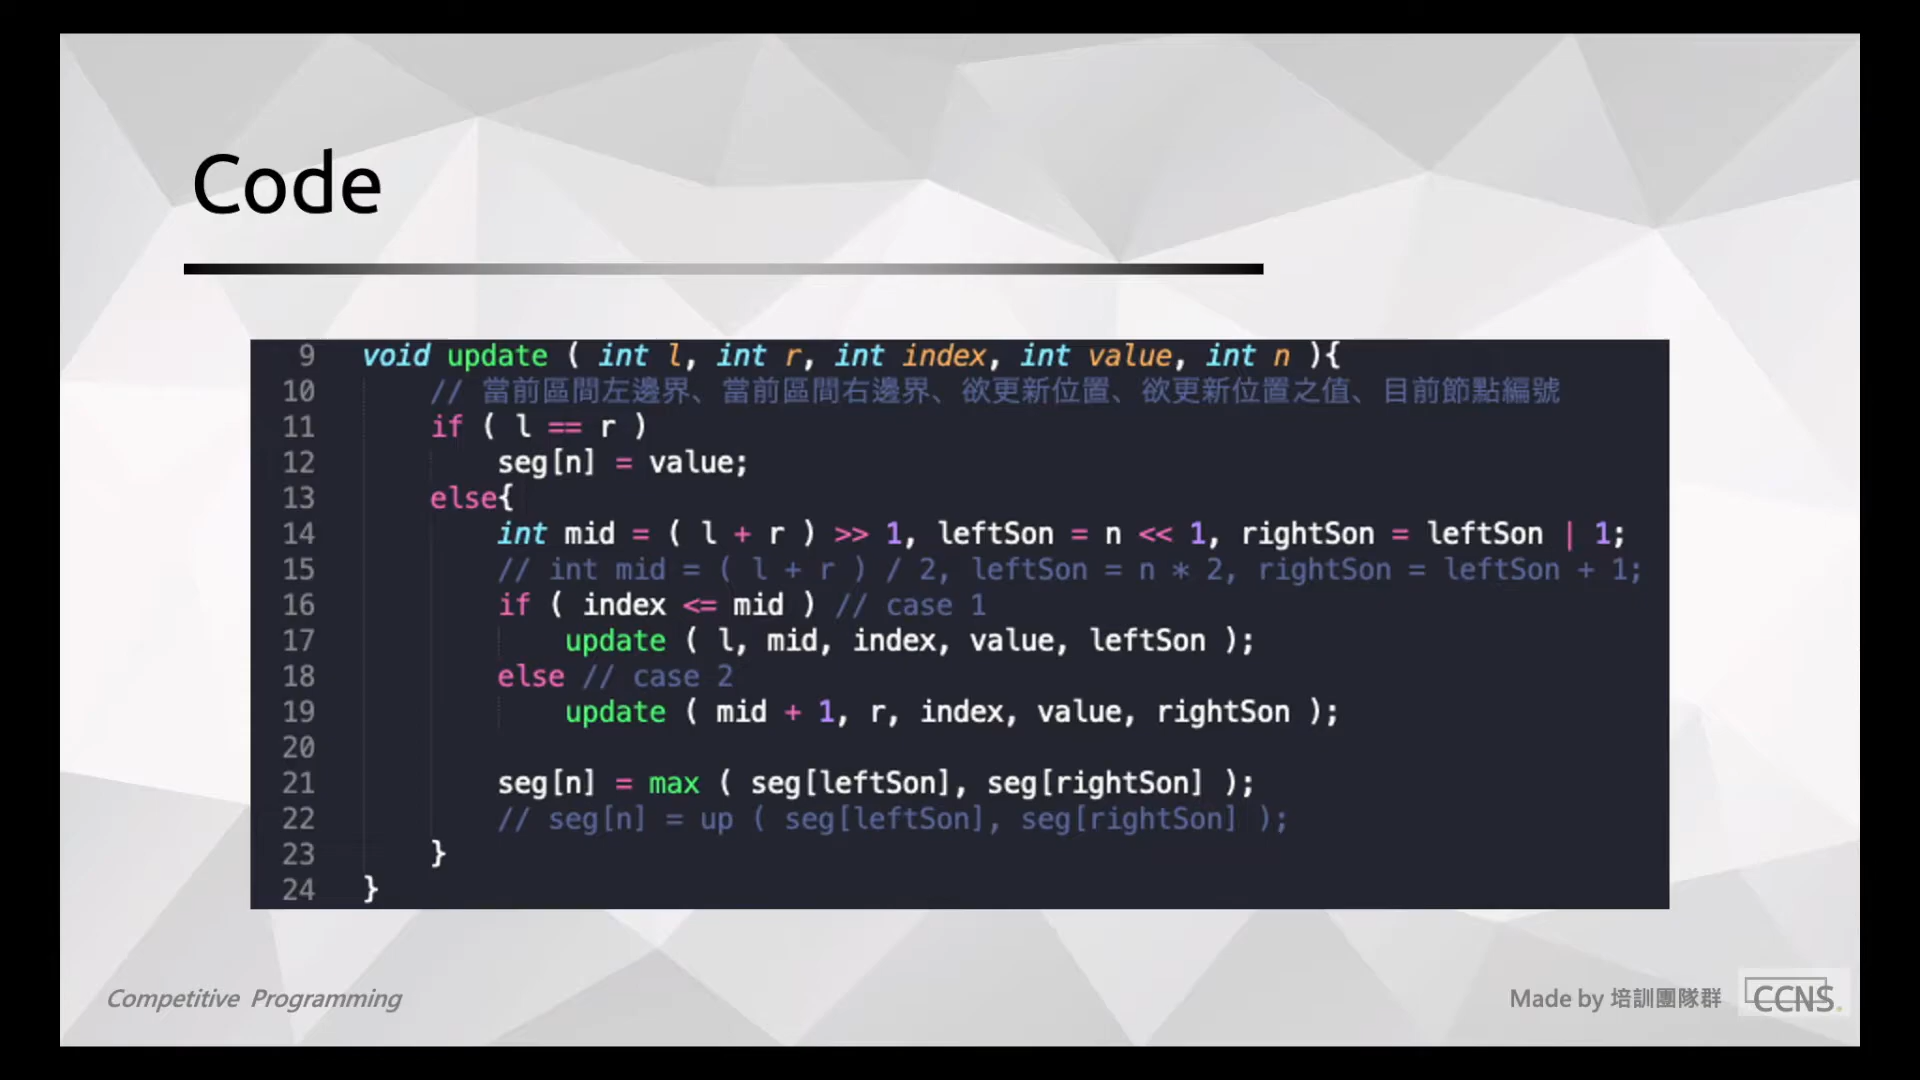 Code
9 void update ( int l, int r, int index, int value, int n ){
10 // 當前區間左邊界、當前區間右邊界、欲更新位置、欲更新位置之值、目前節點編號
11 if ( l == r )
12 seg[n] = value;
13 else{
14 int mid = ( l + r ) >> 1, leftSon = n << 1, rightSon = leftSon | 1;
15 // int mid = ( l + r ) / 2, leftSon = n * 2, rightSon = leftSon + 1;
16 if ( index <= mid ) // case 1
17 update ( l, mid, index, value, leftSon );
18 else // case 2
19 update ( mid + 1, r, index, value, rightSon );
20
21 seg[n] = max ( seg[leftSon], seg[rightSon] );
22 // seg[n] = up ( seg[leftSon], seg[rightSon] );
23 }
24 }
Competitive Programming
Made by 培訓團隊群
CCNS.